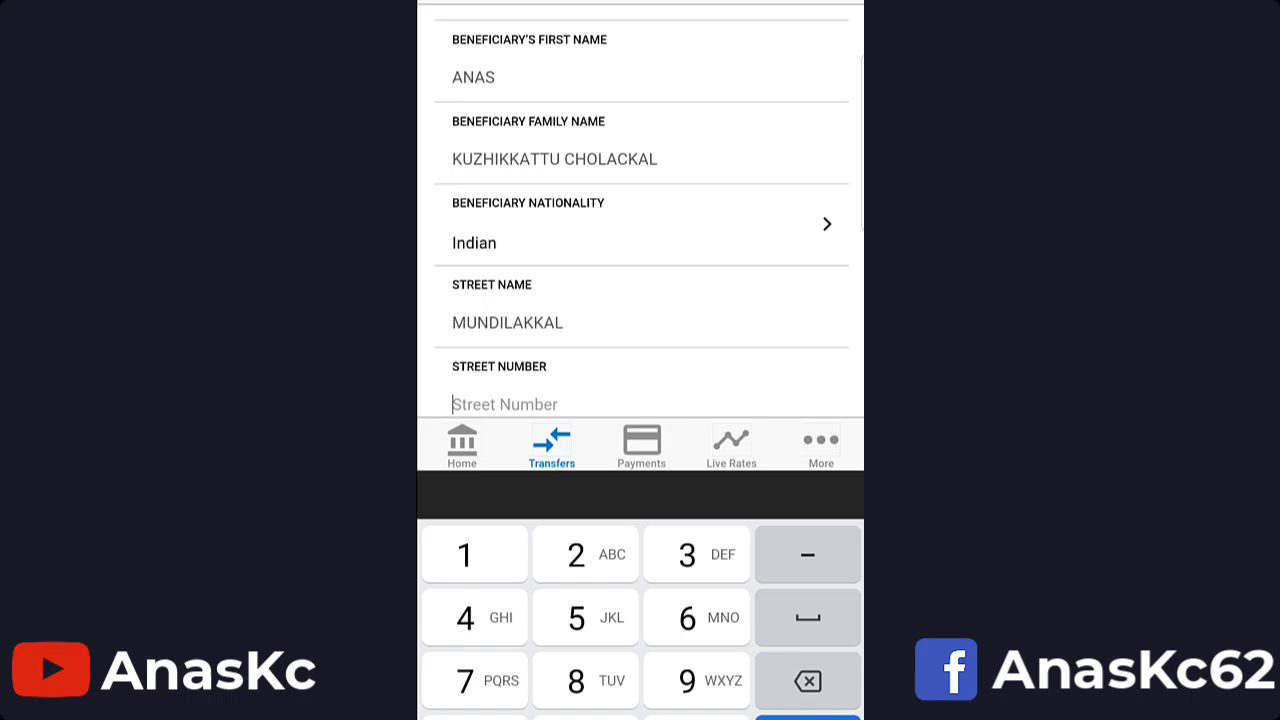 BENEFICIARY'S FIRST NAME
ANAS
BENEFICIARY FAMILY NAME
KUZHIKKATTU CHOLACKAL
BENEFICIARY NATIONALITY
Indian
STREET NAME
MUNDILAKKAL
STREET NUMBER
Street Number
Home Transfers Payments Live Rates More
1 2 ABC 3 DEF –
4 GHI 5 JKL 6 MNO
7 PQRS 8 TUV 9 WXYZ
AnasKc
AnasKc62